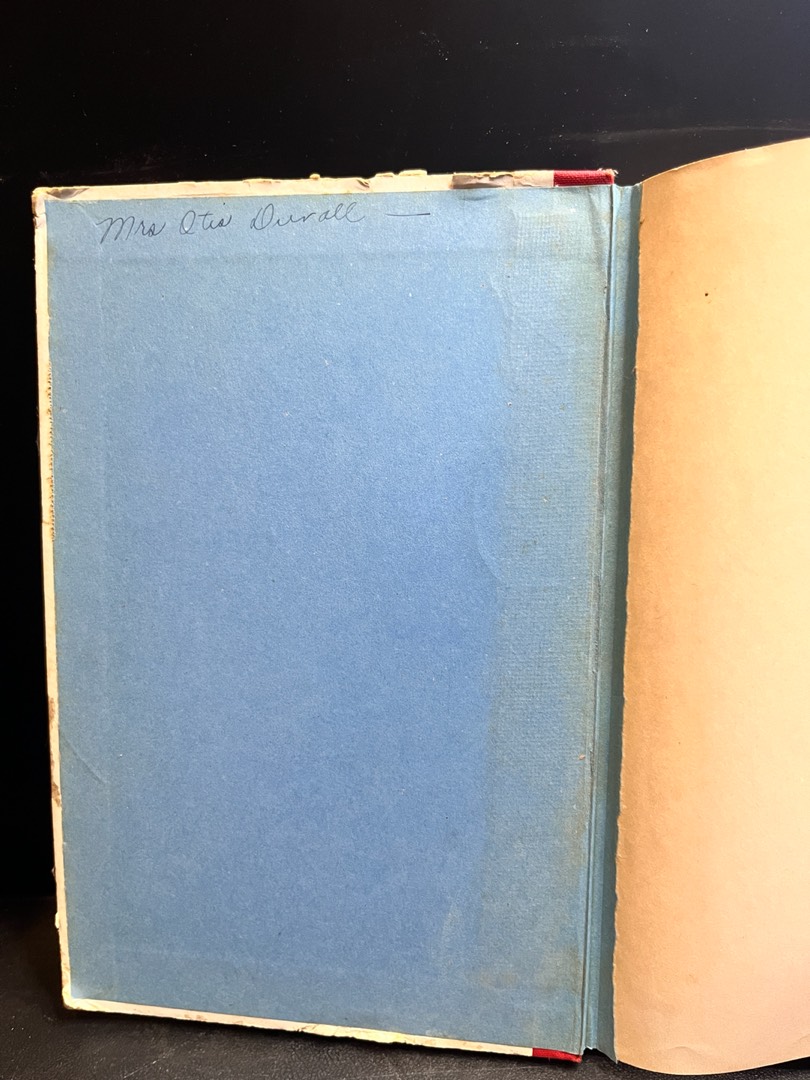 Mrs Otis Duvall —